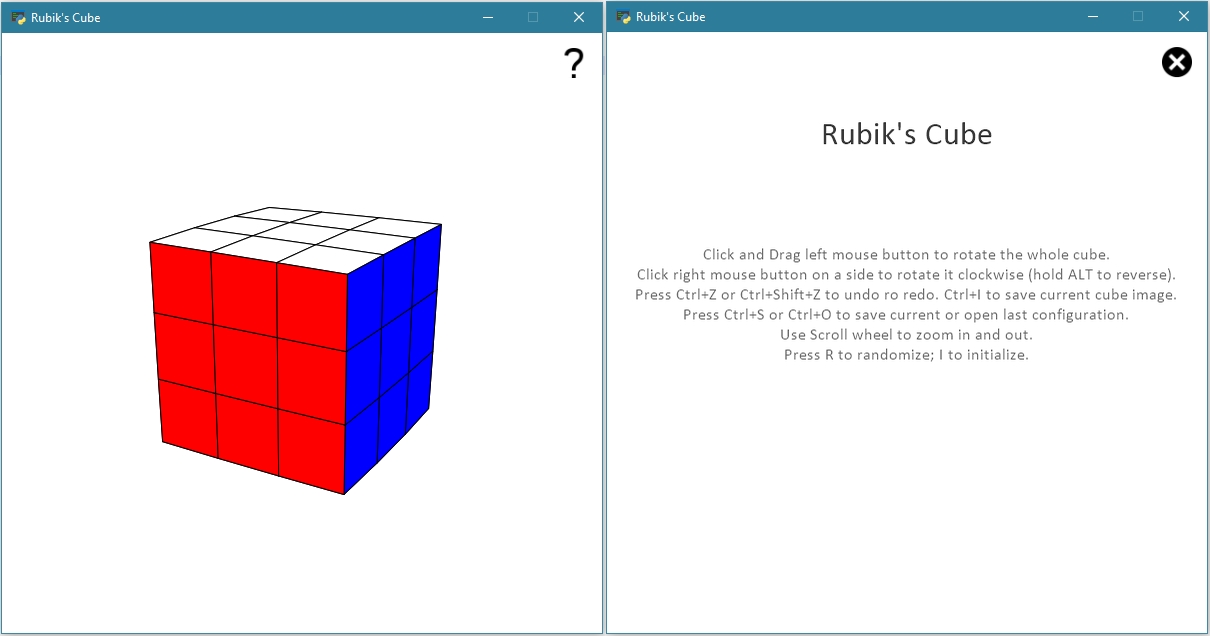 Rubik's Cube
?
Rubik's Cube
Rubik's Cube
Click and Drag left mouse button to rotate the whole cube.
Click right mouse button on a side to rotate it clockwise (hold ALT to reverse).
Press Ctrl+Z or Ctrl+Shift+Z to undo ro redo. Ctrl+I to save current cube image.
Press Ctrl+S or Ctrl+O to save current or open last configuration.
Use Scroll wheel to zoom in and out.
Press R to randomize; I to initialize.